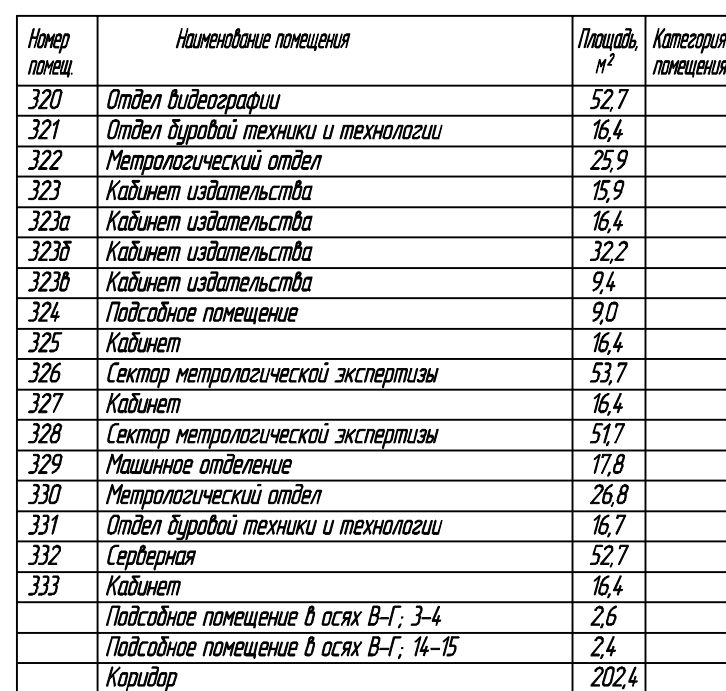 Номер помещ. Наименование помещения Площадь, м² Категория помещения
320 Отдел видеографии 52,7
321 Отдел буровой техники и технологии 16,4
322 Метрологический отдел 25,9
323 Кабинет издательства 15,9
323а Кабинет издательства 16,4
323б Кабинет издательства 32,2
323в Кабинет издательства 9,4
324 Подсобное помещение 9,0
325 Кабинет 16,4
326 Сектор метрологической экспертизы 53,7
327 Кабинет 16,4
328 Сектор метрологической экспертизы 51,7
329 Машинное отделение 17,8
330 Метрологический отдел 26,8
331 Отдел буровой техники и технологии 16,7
332 Серверная 52,7
333 Кабинет 16,4
Подсобное помещение в осях В-Г; 3-4 2,6
Подсобное помещение в осях В-Г; 14-15 2,4
Коридор 202,4